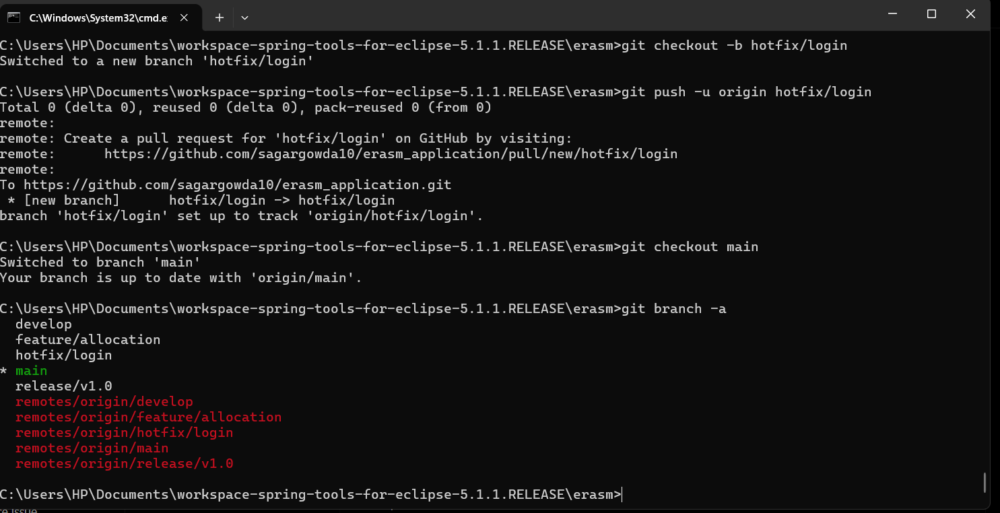 C:\Windows\System32\cmd.e
C:\Users\HP\Documents\workspace-spring-tools-for-eclipse-5.1.1.RELEASE\erasm>git checkout -b hotfix/login
Switched to a new branch 'hotfix/login'
C:\Users\HP\Documents\workspace-spring-tools-for-eclipse-5.1.1.RELEASE\erasm>git push -u origin hotfix/login
Total 0 (delta 0), reused 0 (delta 0), pack-reused 0 (from 0)
remote:
remote: Create a pull request for 'hotfix/login' on GitHub by visiting:
remote:      https://github.com/sagargowda10/erasm_application/pull/new/hotfix/login
remote:
To https://github.com/sagargowda10/erasm_application.git
 * [new branch]      hotfix/login -> hotfix/login
branch 'hotfix/login' set up to track 'origin/hotfix/login'.
C:\Users\HP\Documents\workspace-spring-tools-for-eclipse-5.1.1.RELEASE\erasm>git checkout main
Switched to branch 'main'
Your branch is up to date with 'origin/main'.
C:\Users\HP\Documents\workspace-spring-tools-for-eclipse-5.1.1.RELEASE\erasm>git branch -a
  develop
  feature/allocation
  hotfix/login
* main
  release/v1.0
  remotes/origin/develop
  remotes/origin/feature/allocation
  remotes/origin/hotfix/login
  remotes/origin/main
  remotes/origin/release/v1.0
C:\Users\HP\Documents\workspace-spring-tools-for-eclipse-5.1.1.RELEASE\erasm>